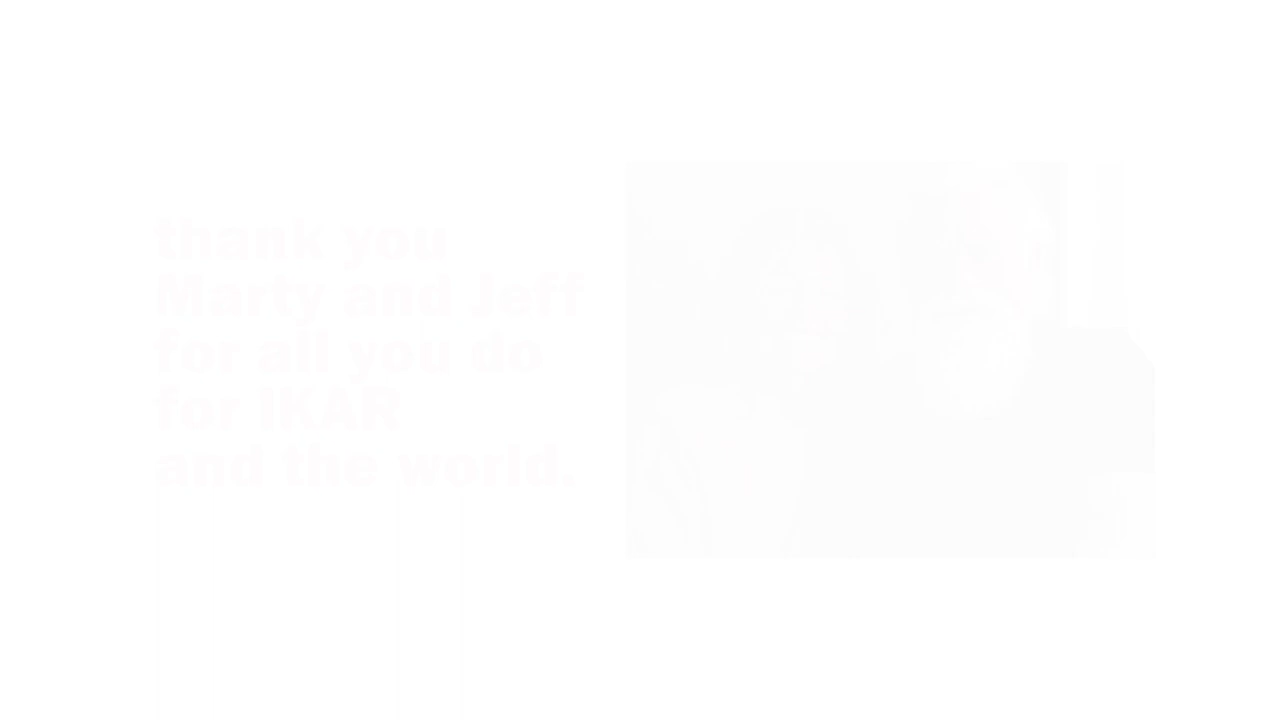 thank you
Marty and Jeff
for all you do
for IKAR
and the world.